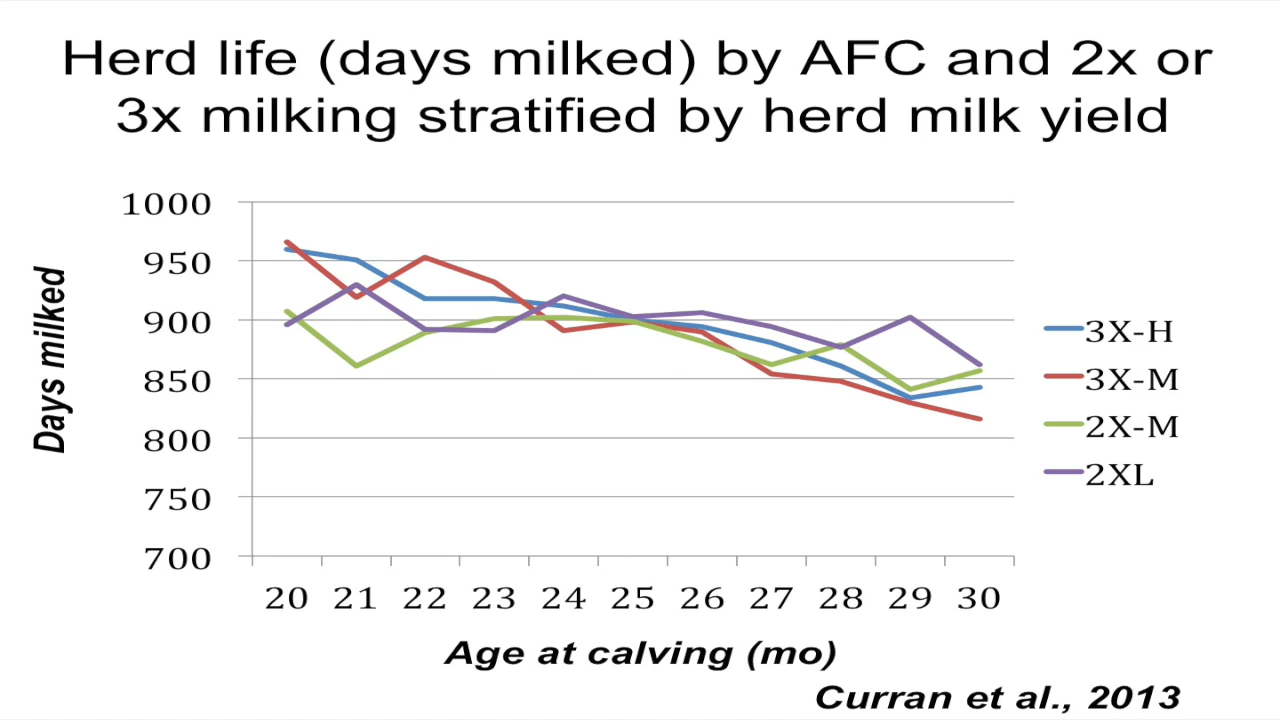 Herd life (days milked) by AFC and 2x or
3x milking stratified by herd milk yield
Days milked
1000
950
900
850
800
750
700
20 21 22 23 24 25 26 27 28 29 30
Age at calving (mo)
3X-H
3X-M
2X-M
2XL
Curran et al., 2013